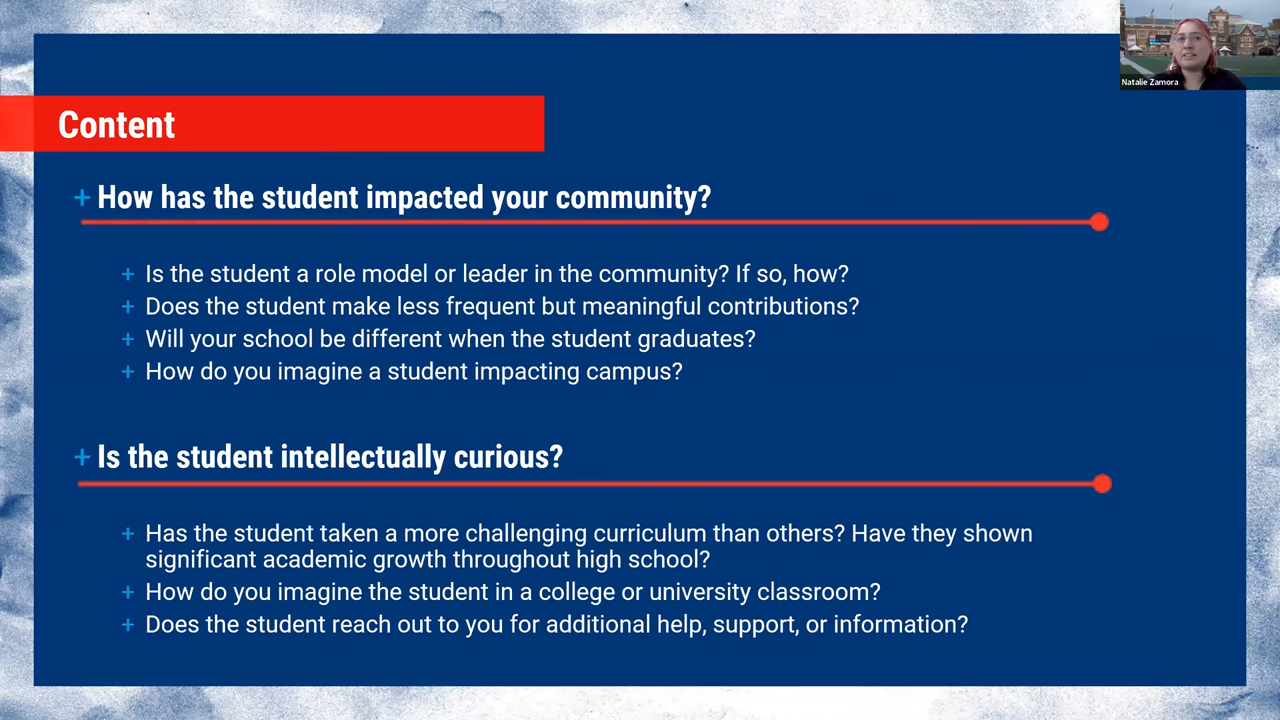 Natalie Zamora
Content
+ How has the student impacted your community?
+ Is the student a role model or leader in the community? If so, how?
+ Does the student make less frequent but meaningful contributions?
+ Will your school be different when the student graduates?
+ How do you imagine a student impacting campus?
+ Is the student intellectually curious?
+ Has the student taken a more challenging curriculum than others? Have they shown
significant academic growth throughout high school?
+ How do you imagine the student in a college or university classroom?
+ Does the student reach out to you for additional help, support, or information?